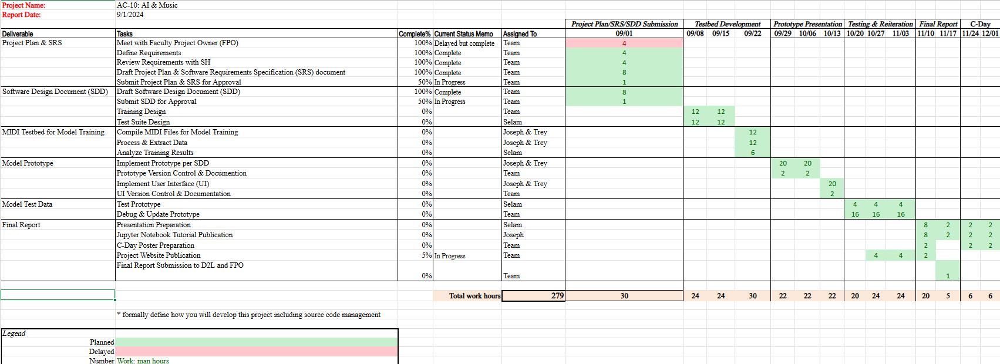 Project Name: AC-10: AI & Music
Report Date: 9/1/2024
Project Plan/SRS/SDD Submission Testbed Development Prototype Presentation Testing & Reiteration Final Report C-Day
Deliverable Tasks Complete% Current Status Memo Assigned To 09/01 09/08 09/15 09/22 09/29 10/06 10/13 10/20 10/27 11/03 11/10 11/17 11/24 12/01
Project Plan & SRS Meet with Faculty Project Owner (FPO) 100% Delayed but complete Team 4
Define Requirements 100% Complete Team 4
Review Requirements with SH 100% Complete Team 4
Draft Project Plan & Software Requirements Specification (SRS) document 100% Complete Team 8
Submit Project Plan & SRS for Approval 50% In Progress Team 1
Software Design Document (SDD) Draft Software Design Document (SDD) 100% Complete Team 8
Submit SDD for Approval 50% In Progress Team 1
Training Design 0% Team 12 12
Test Suite Design 0% Selam 12 12
MIDI Testbed for Model Training Compile MIDI Files for Model Training 0% Joseph & Trey 12
Process & Extract Data 0% Joseph & Trey 12
Analyze Training Results 0% Selam 6
Model Prototype Implement Prototype per SDD 0% Joseph & Trey 20 20
Prototype Version Control & Documention 0% Team 2 2
Implement User Interface (UI) 0% Joseph & Trey 20
UI Version Control & Documentation 0% Team 2
Model Test Data Test Prototype 0% Selam 4 4 4
Debug & Update Prototype 0% Team 16 16 16
Final Report Presentation Preparation 0% Selam 8 2 2 2
Jupyter Notebook Tutorial Publication 0% Joseph 8 2 2 2
C-Day Poster Preparation 0% Team 2 2 2
Project Website Publication 5% In Progress Team 4 4 2
Final Report Submission to D2L and FPO 0% Team 1
Total work hours 279 30 24 24 30 22 22 22 20 24 24 20 5 6 6
* formally define how you will develop this project including source code management
Legend
Planned
Delayed
Number Work: man hours